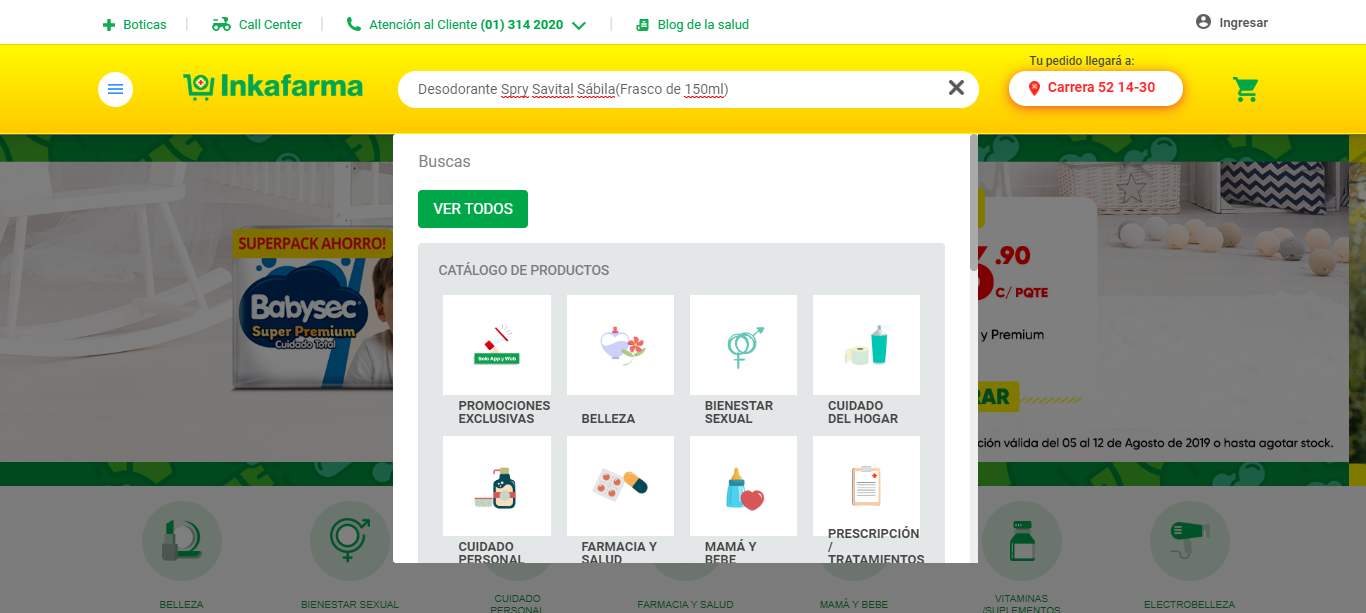 Boticas
Call Center
Atención al Cliente (01) 314 2020
Blog de la salud
Ingresar
Inkafarma
Desodorante Spry Savital Sábila(Frasco de 150ml)
Tu pedido llegará a:
Carrera 52 14-30
Buscas
VER TODOS
CATÁLOGO DE PRODUCTOS
Solo App y Web
PROMOCIONES
EXCLUSIVAS
BELLEZA
BIENESTAR
SEXUAL
CUIDADO
DEL HOGAR
CUIDADO
PERSONAL
FARMACIA Y
SALUD
MAMÁ Y
BEBE
PRESCRIPCIÓN
/
TRATAMIENTOS
SUPERPACK AHORRO!
Babysec
Super Premium
Cuidado Total
.90
C/ PQTE
y Premium
RAR
ción válida del 05 al 12 de Agosto de 2019 o hasta agotar stock.
BELLEZA
BIENESTAR SEXUAL
CUIDADO
PERSONAL
FARMACIA Y SALUD
MAMÁ Y BEBE
VITAMINAS
/SUPLEMENTOS
ELECTROBELLEZA